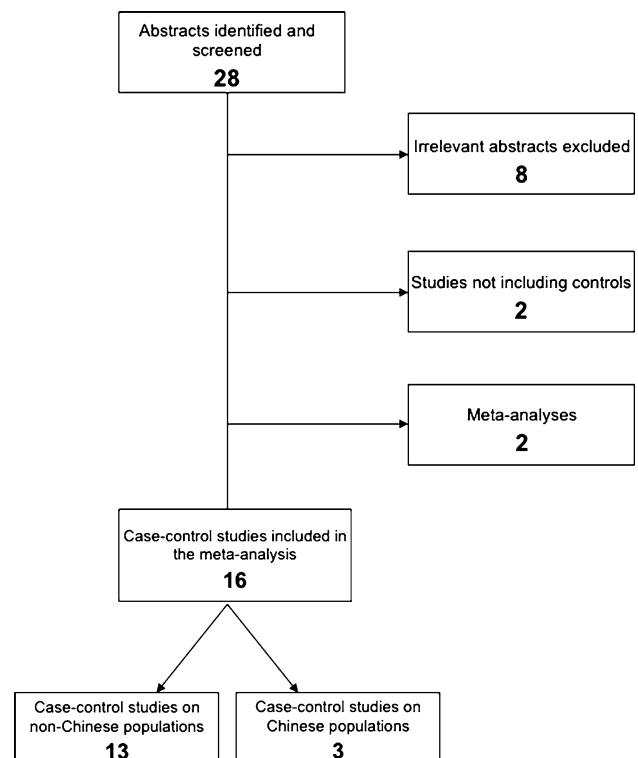 Abstracts identified and
screened
28
Irrelevant abstracts excluded
8
Studies not including controls
2
Meta-analyses
2
Case-control studies included in
the meta-analysis
16
Case-control studies on
non-Chinese populations
13
Case-control studies on
Chinese populations
3